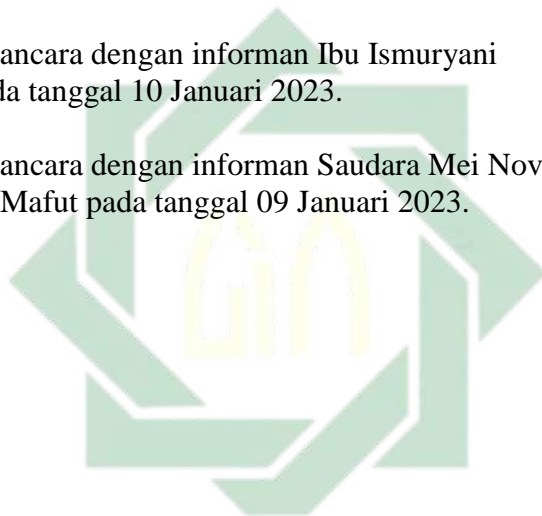 ancara dengan informan Ibu Ismuryani
da tanggal 10 Januari 2023.
ancara dengan informan Saudara Mei Nov
Mafut pada tanggal 09 Januari 2023.